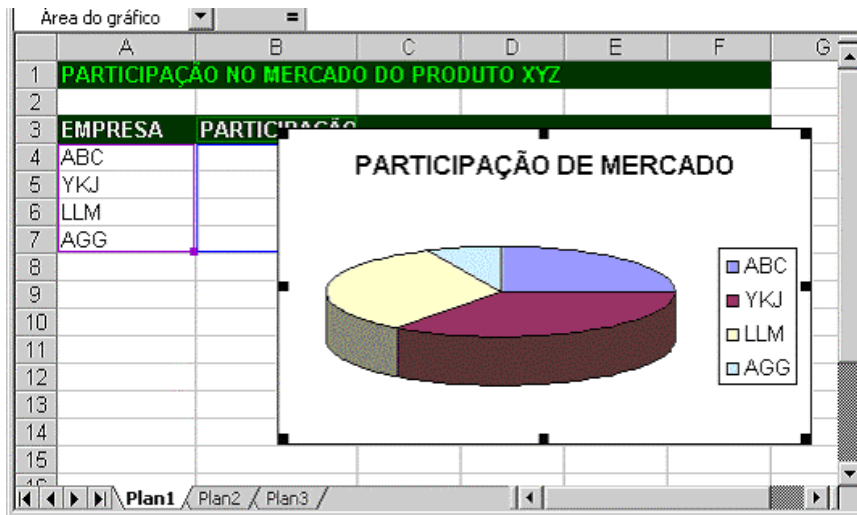 Área do gráfico =
A B C D E F G
1 PARTICIPAÇÃO NO MERCADO DO PRODUTO XYZ
2
3 EMPRESA PARTICIPAÇÃO
4 ABC
5 YKJ
6 LLM
7 AGG
8
9
10
11
12
13
14
15
PARTICIPAÇÃO DE MERCADO
ABC
YKJ
LLM
AGG
Plan1 Plan2 Plan3